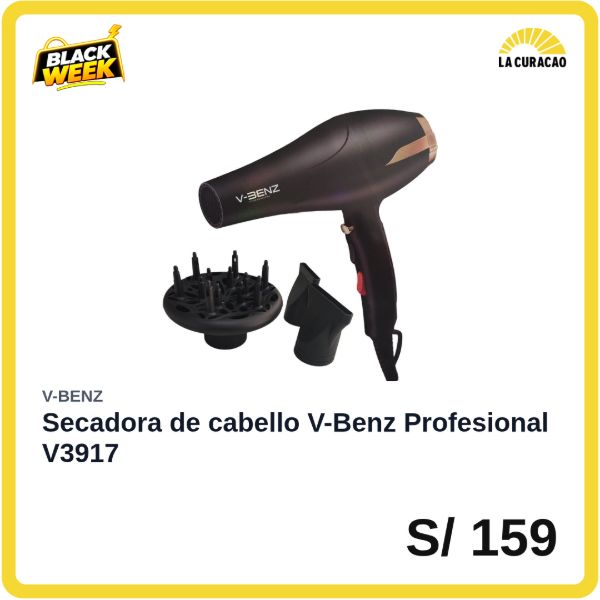 BLACK
WEEK
LA CURACAO
V-BENZ
V-BENZ
Secadora de cabello V-Benz Profesional
V3917
S/ 159